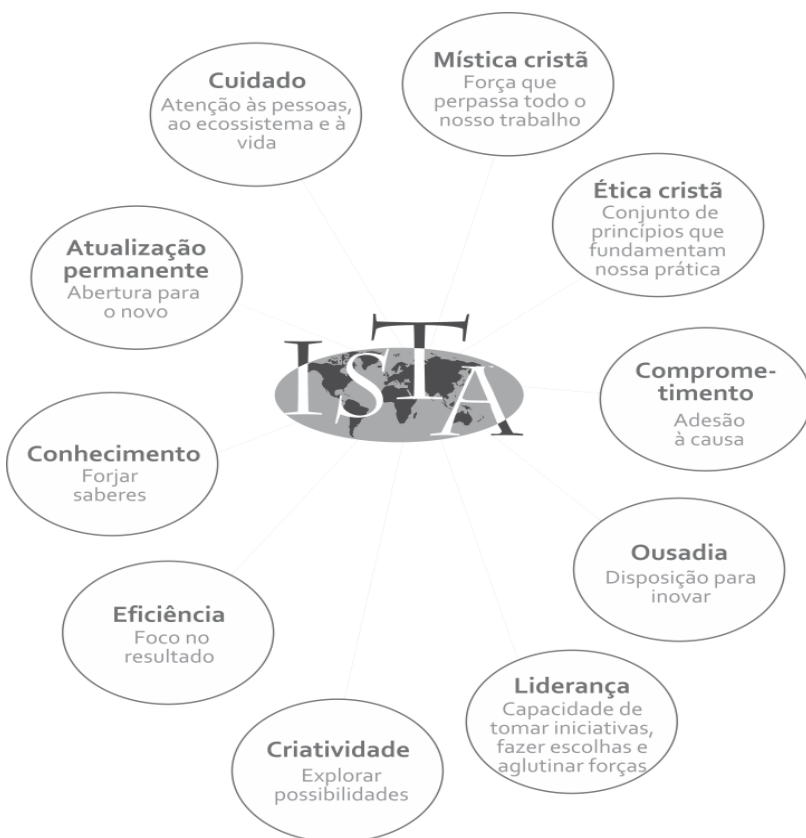 Mística cristã
Força que
perpassa todo o
nosso trabalho
Ética cristã
Conjunto de
princípios que
fundamentam
nossa prática
Comprome-
timento
Adesão
à causa
Ousadia
Disposição para
inovar
Liderança
Capacidade de
tomar iniciativas,
fazer escolhas e
aglutinar forças
Criatividade
Explorar
possibilidades
Eficiência
Foco no
resultado
Conhecimento
Forjar
saberes
Atualização
permanente
Abertura para
o novo
Cuidado
Atenção às pessoas,
ao ecossistema e à
vida
ISTA